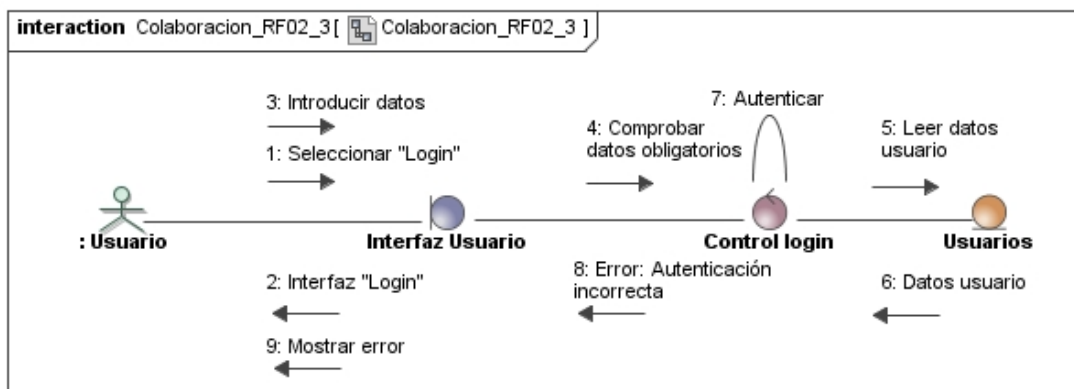 interaction Colaboracion_RF02_3[ Colaboracion_RF02_3 ]
3: Introducir datos
1: Seleccionar "Login"
4: Comprobar
datos obligatorios
7: Autenticar
5: Leer datos
usuario
: Usuario
Interfaz Usuario
Control login
Usuarios
2: Interfaz "Login"
8: Error: Autenticación
incorrecta
6: Datos usuario
9: Mostrar error